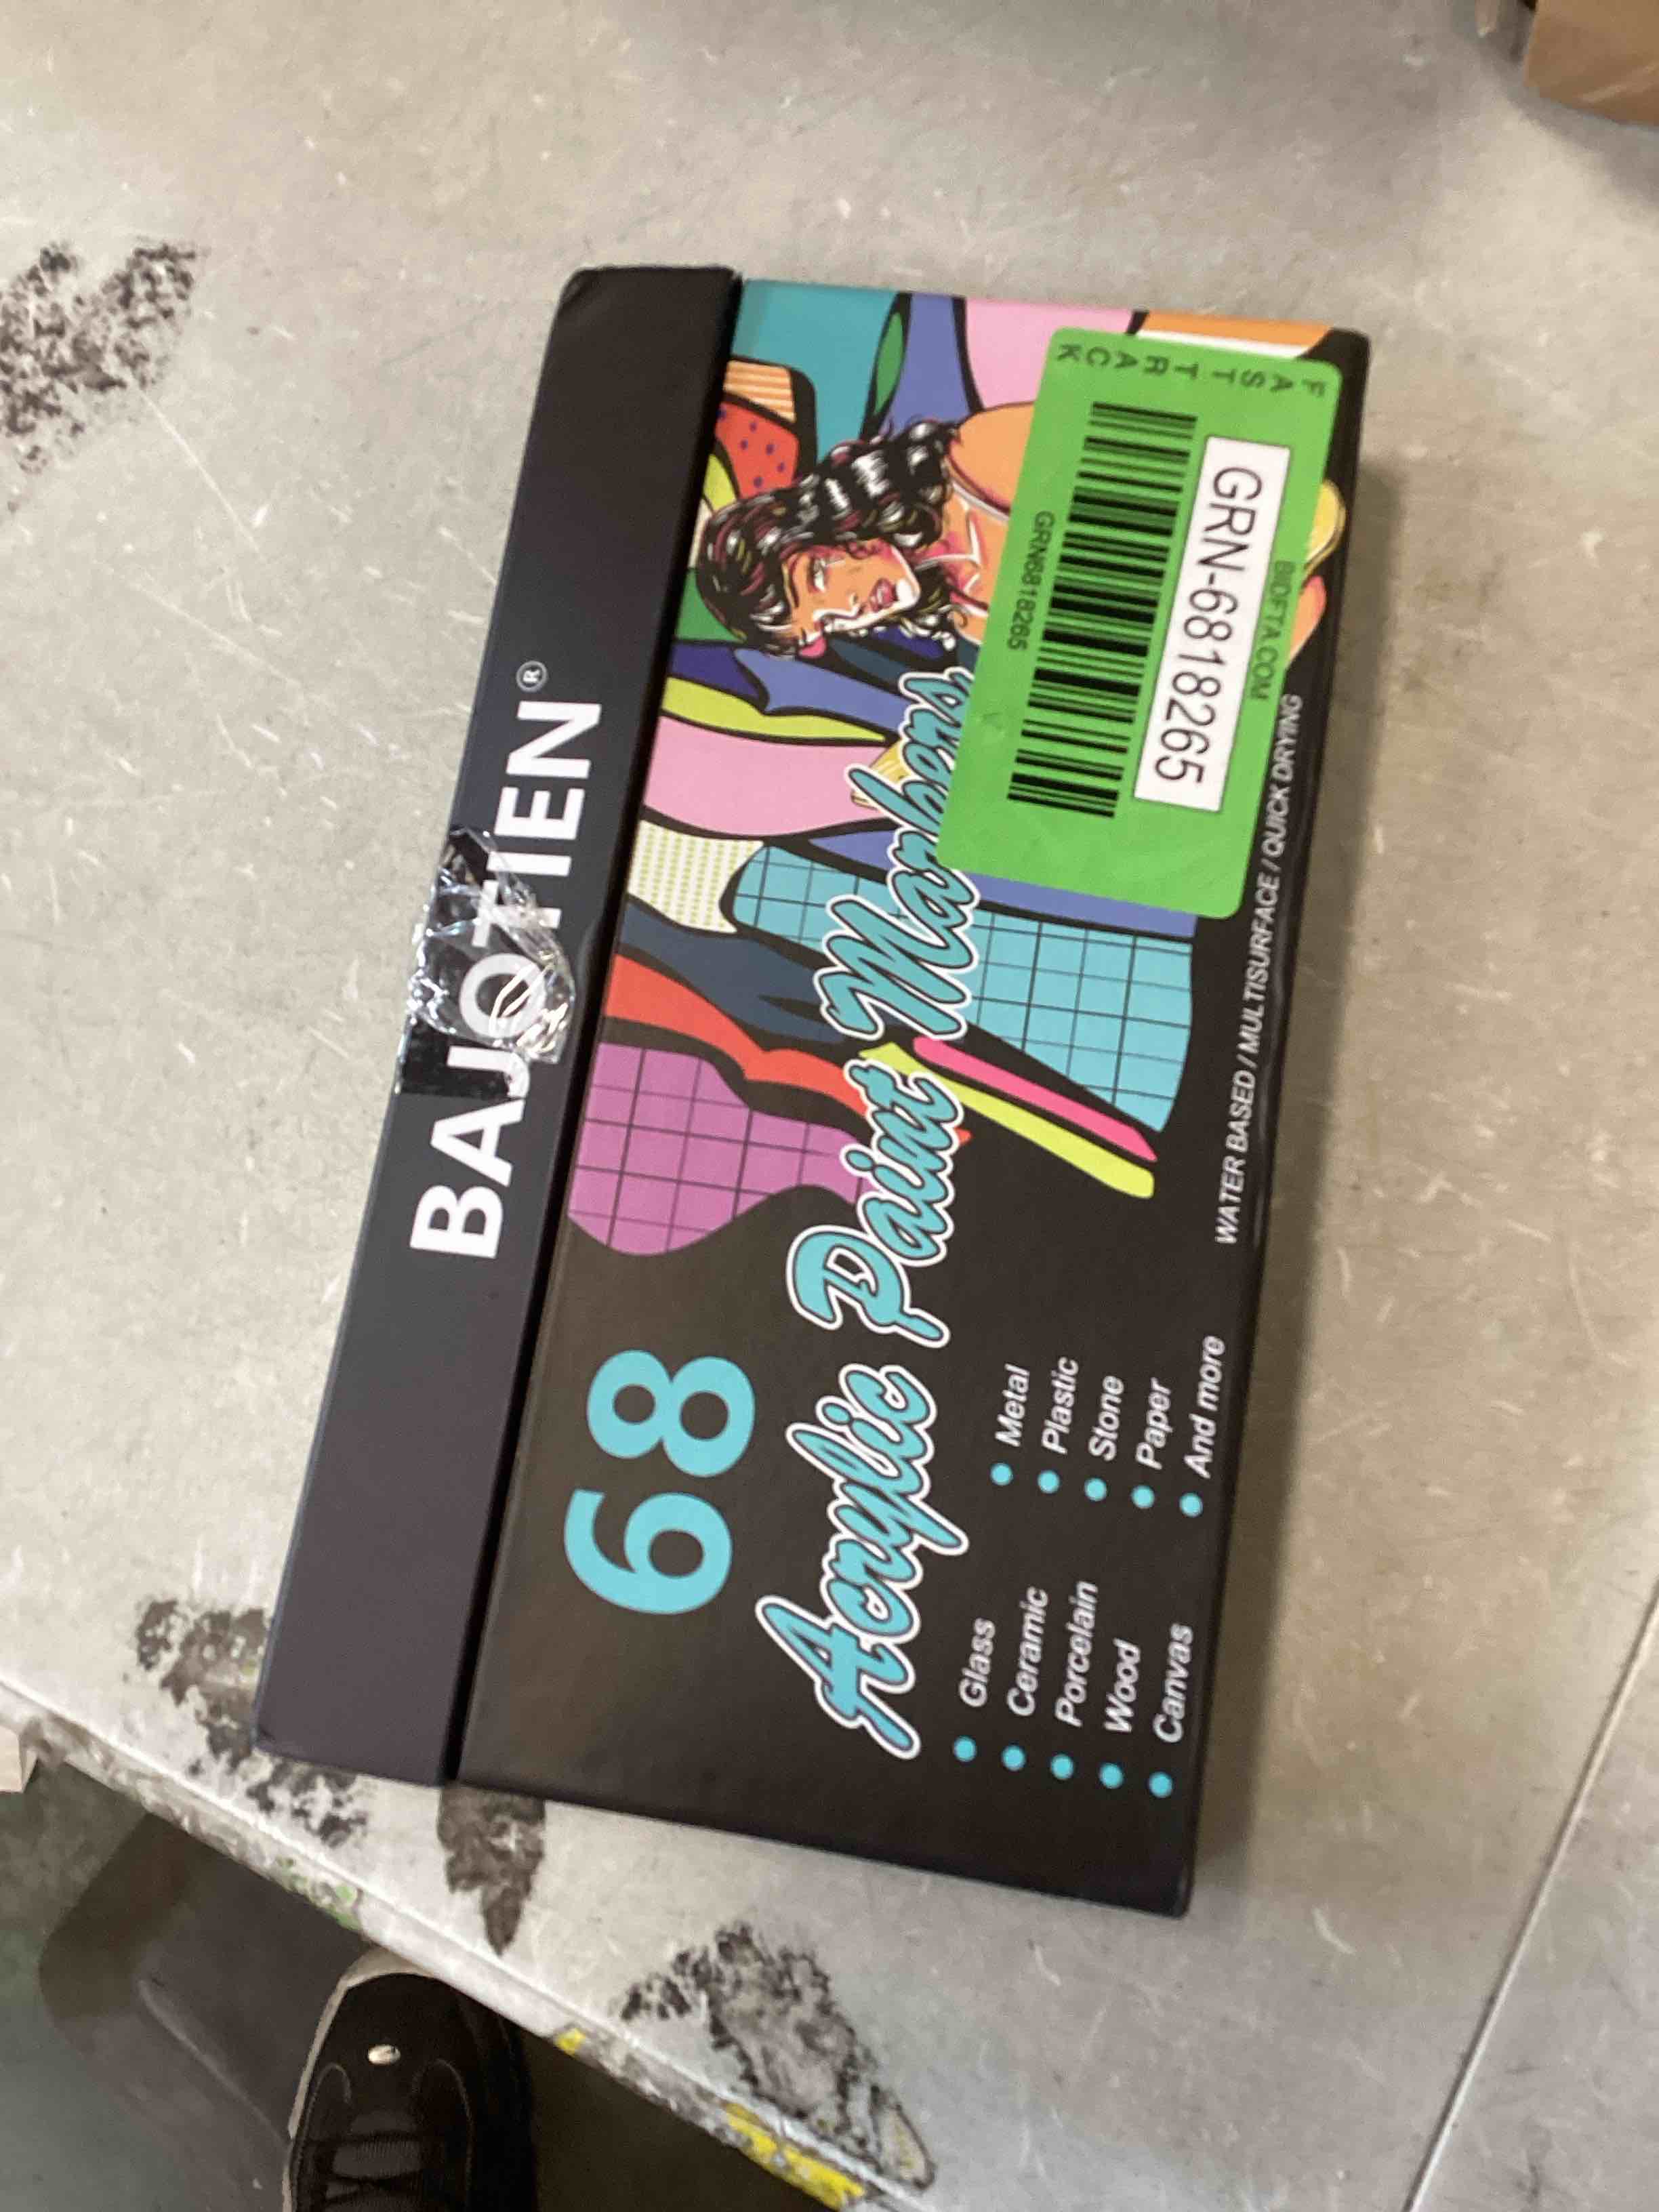 BAJOTIEN®
68
Acrylic Paint Markers
Glass
Ceramic
Porcelain
Wood
Canvas
Metal
Plastic
Stone
Paper
And more
WATER BASED / MULTISURFACE / QUICK DRYING
FAST TRACK
GRN6818265
GRN-6818265
BIDFTA.COM